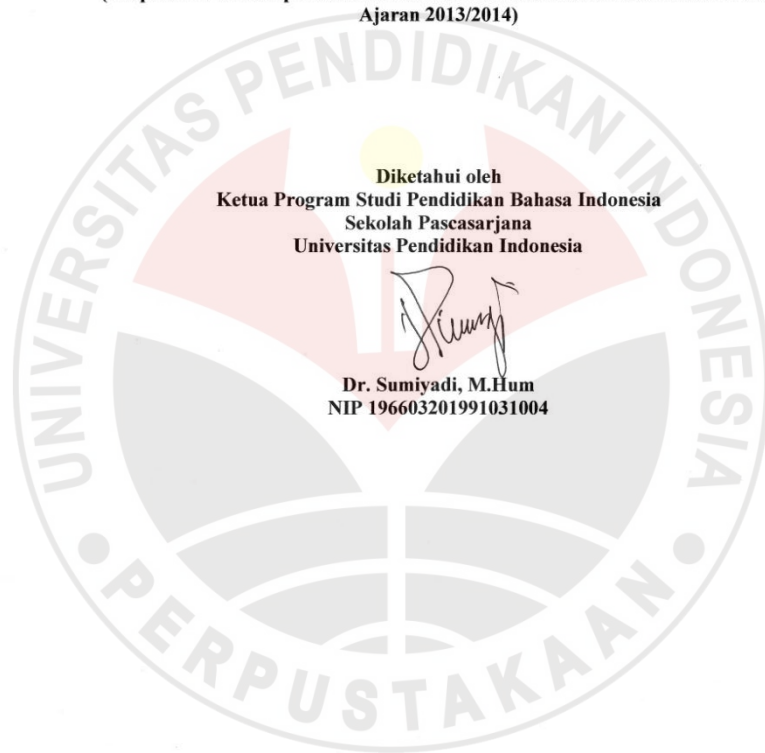 Ajaran 2013/2014)
UNIVERSITAS PENDIDIKAN INDONESIA
Diketahui oleh
Ketua Program Studi Pendidikan Bahasa Indonesia
Sekolah Pascasarjana
Universitas Pendidikan Indonesia
Dr. Sumiyadi, M.Hum
NIP 196603201991031004
PERPUSTAKAAN